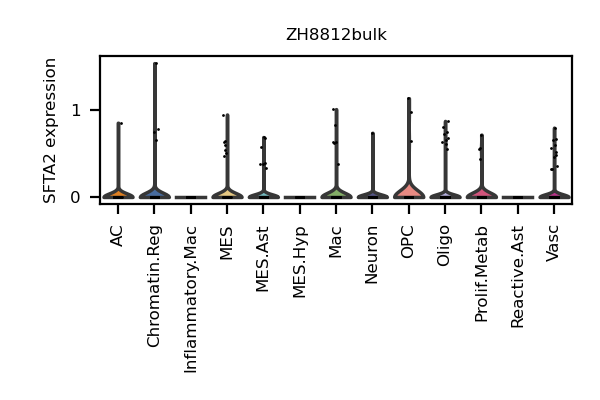 ZH8812bulk
SFTA2 expression
1
0
AC
Chromatin.Reg
Inflammatory.Mac
MES
MES.Ast
MES.Hyp
Mac
Neuron
OPC
Oligo
Prolif.Metab
Reactive.Ast
Vasc